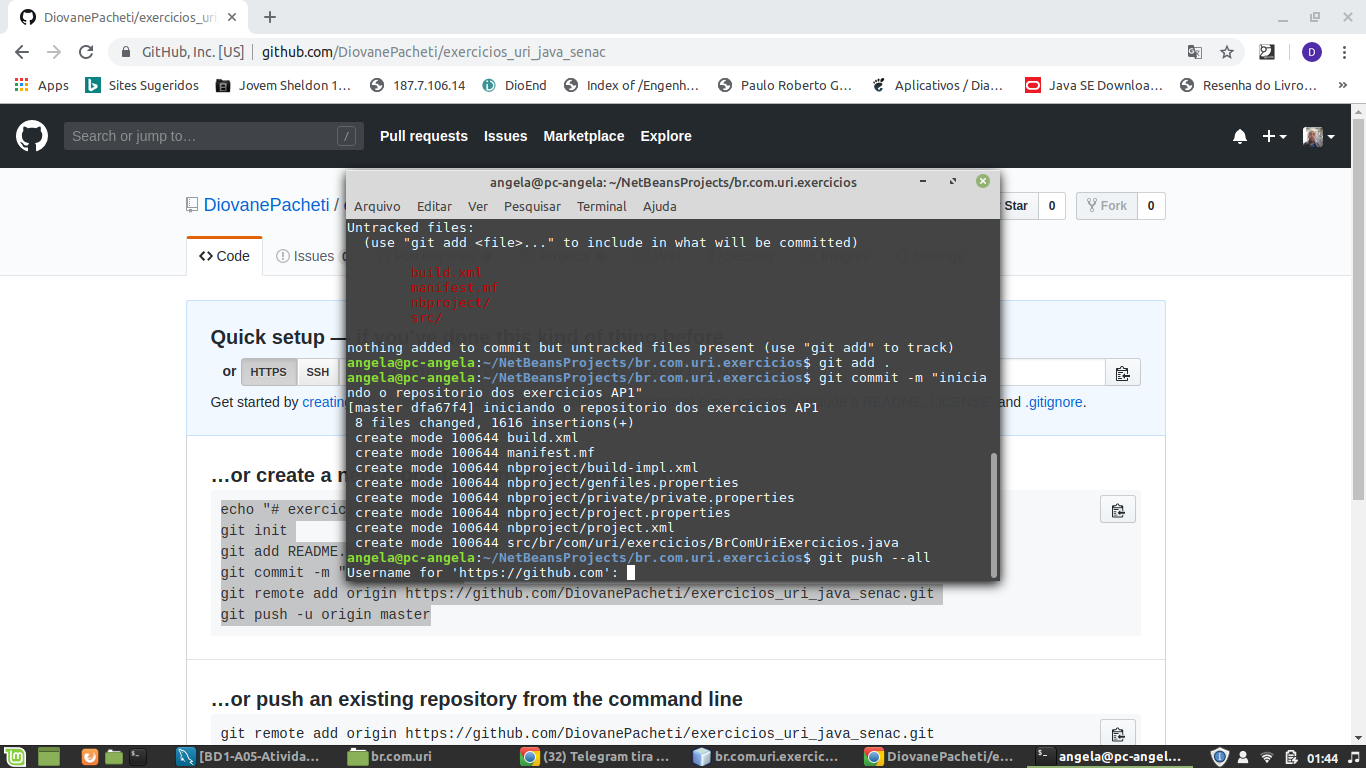 DiovanePacheti/exercicios_uri
GitHub, Inc. [US] | github.com/DiovanePacheti/exercicios_uri_java_senac
D
Apps Sites Sugeridos Jovem Sheldon 1… 187.7.106.14 DioEnd Index of /Engenh… Paulo Roberto G… Aplicativos / Dia… Java SE Downloa… Resenha do Livro… »
Search or jump to… /
Pull requests Issues Marketplace Explore
angela@pc-angela: ~/NetBeansProjects/br.com.uri.exercicios
DiovanePacheti /
Star 0 Fork 0
Arquivo Editar Ver Pesquisar Terminal Ajuda
Code Issues
Untracked files:
(use "git add <file>..." to include in what will be committed)
build.xml
manifest.mf
nbproject/
src/
Quick setup — if you've done this kind of thing before
nothing added to commit but untracked files present (use "git add" to track)
angela@pc-angela:~/NetBeansProjects/br.com.uri.exercicios$ git add .
or HTTPS SSH
angela@pc-angela:~/NetBeansProjects/br.com.uri.exercicios$ git commit -m "inicia
ndo o repositorio dos exercicios AP1"
Get started by creating
and .gitignore.
[master dfa67f4] iniciando o repositorio dos exercicios AP1
8 files changed, 1616 insertions(+)
create mode 100644 build.xml
create mode 100644 manifest.mf
create mode 100644 nbproject/build-impl.xml
create mode 100644 nbproject/genfiles.properties
create mode 100644 nbproject/private/private.properties
create mode 100644 nbproject/project.properties
create mode 100644 nbproject/project.xml
create mode 100644 src/br/com/uri/exercicios/BrComUriExercicios.java
angela@pc-angela:~/NetBeansProjects/br.com.uri.exercicios$ git push --all
Username for 'https://github.com':
…or create a n
echo "# exercic
git init
git add README.
git commit -m "
git remote add origin https://github.com/DiovanePacheti/exercicios_uri_java_senac.git
git push -u origin master
…or push an existing repository from the command line
git remote add origin https://github.com/DiovanePacheti/exercicios_uri_java_senac.git
[BD1-A05-Ativida... br.com.uri (32) Telegram tira ... br.com.uri.exercic... DiovanePacheti/e... angela@pc-angel... 01:44